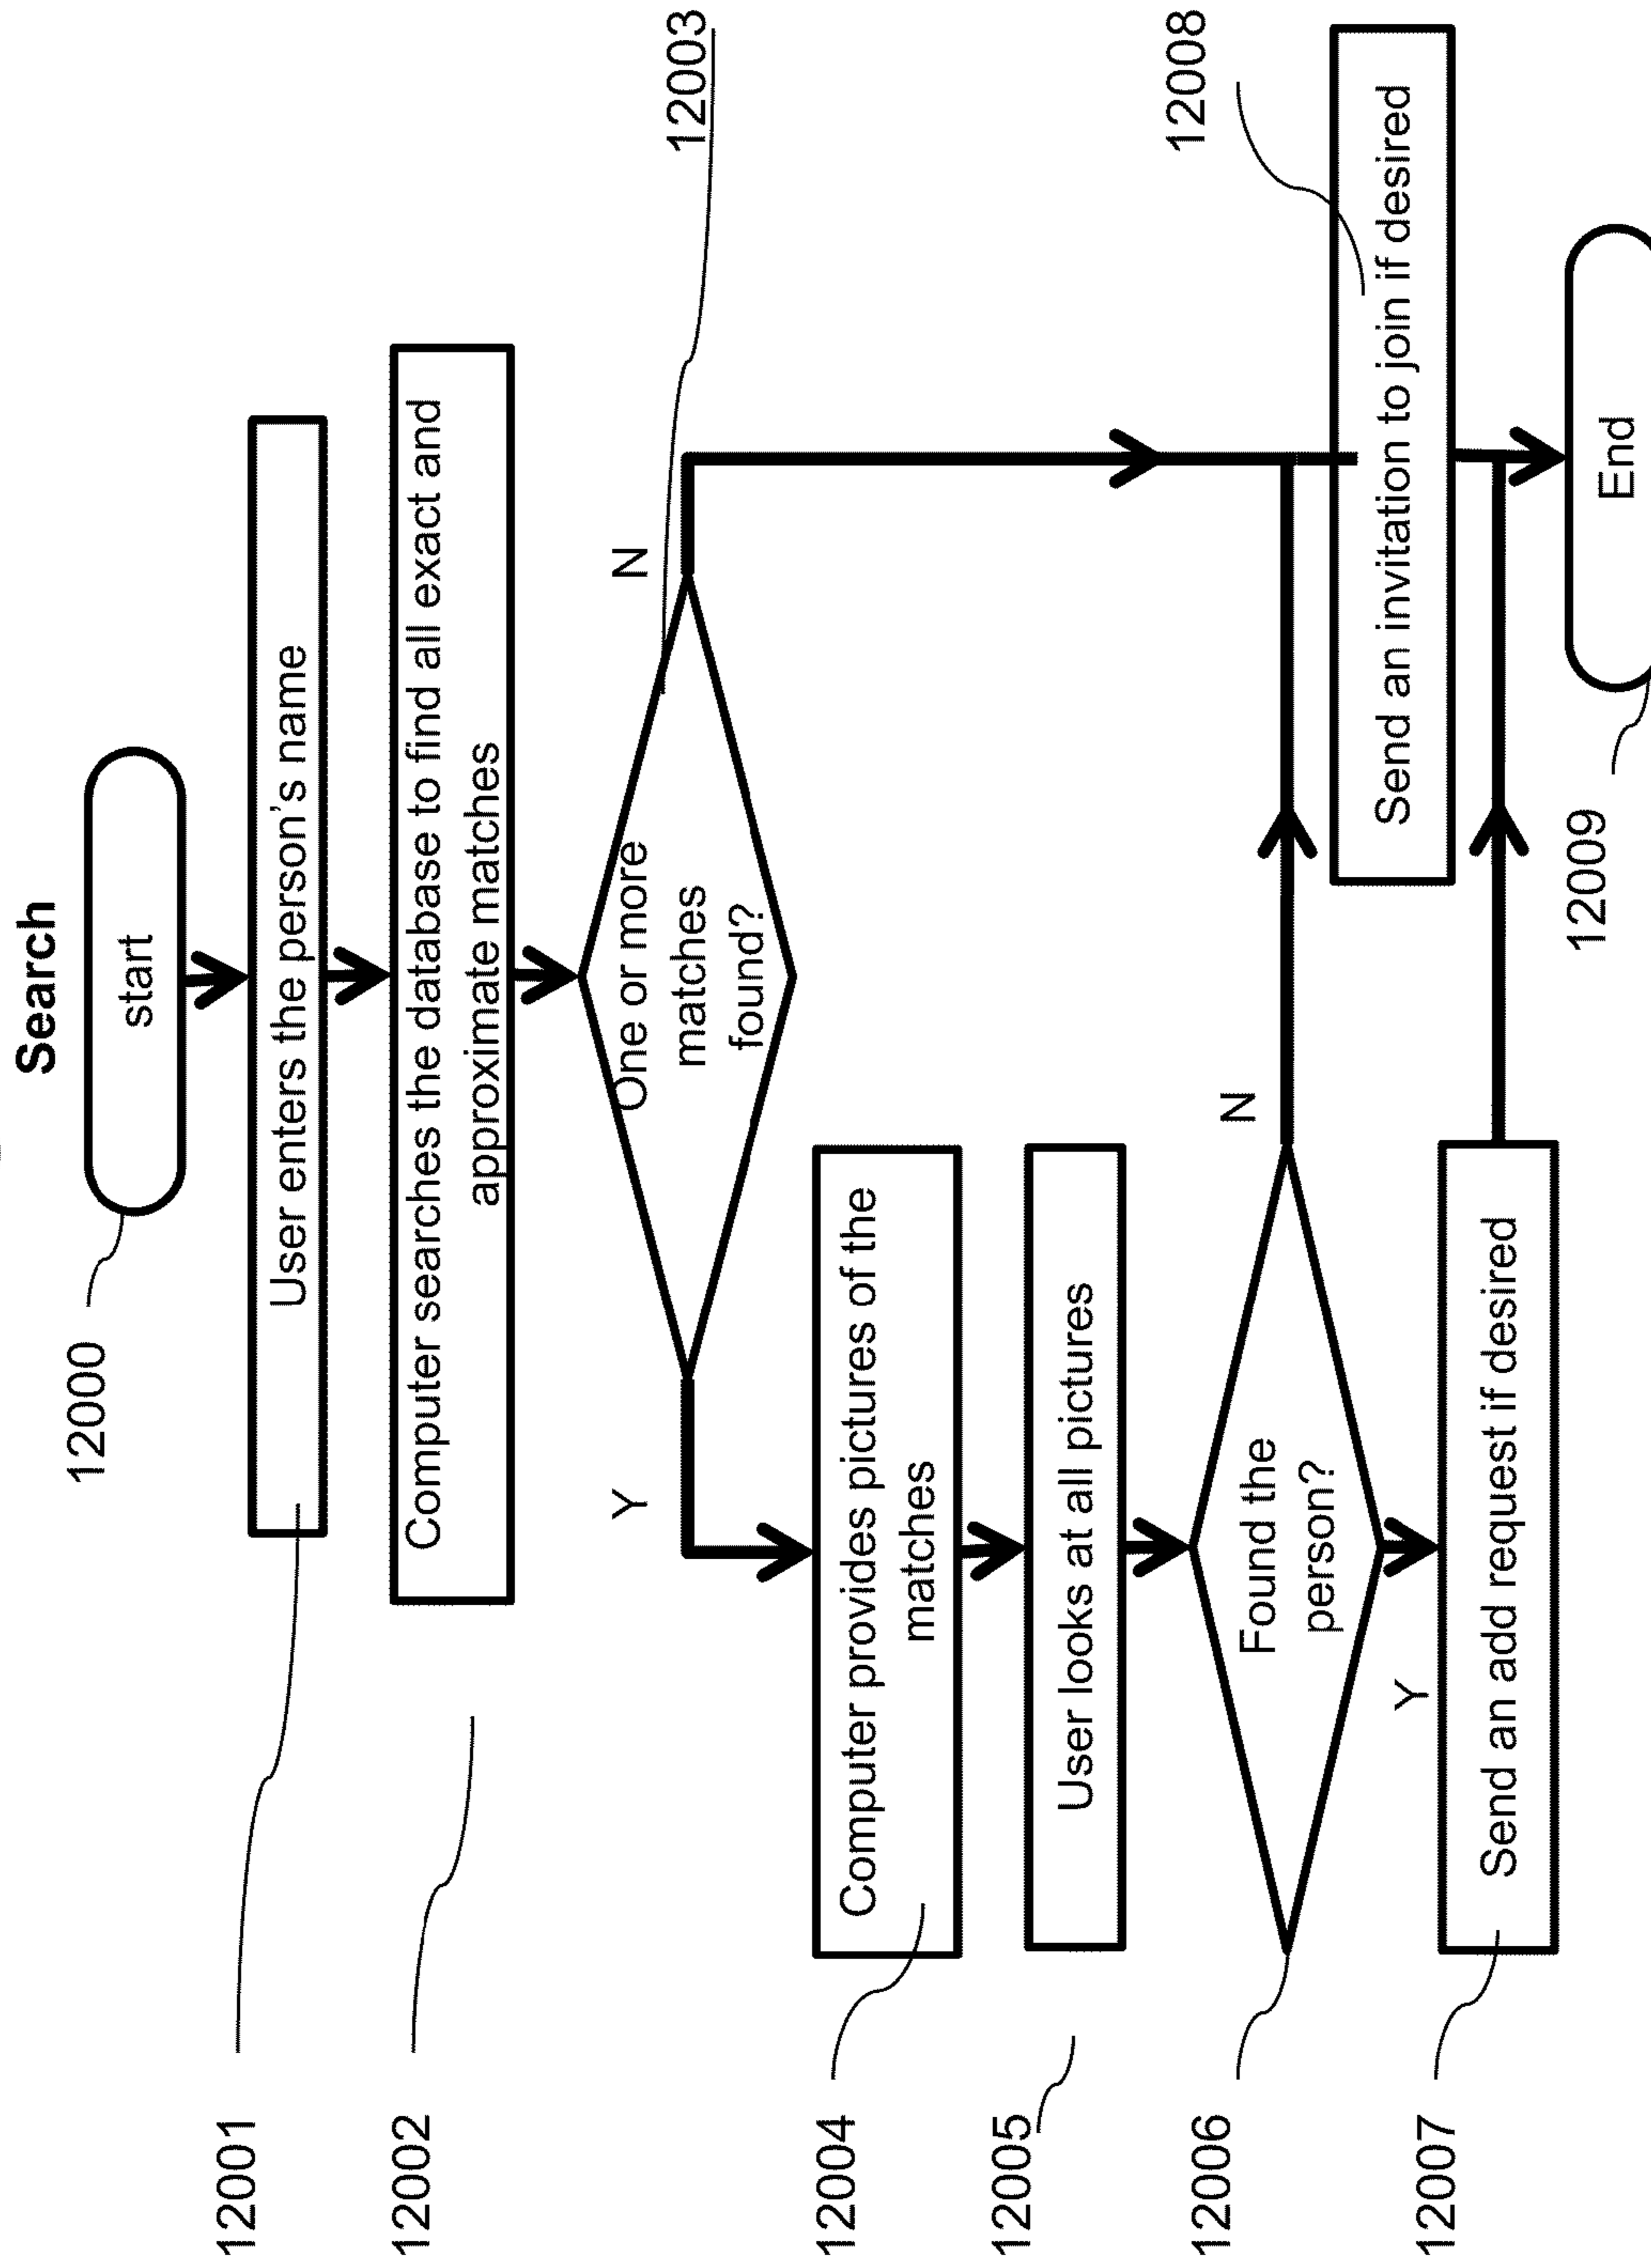 Search
start
12000
User enters the person's name
12001
Computer searches the database to find all exact and
approximate matches
12002
One or more
matches
found?
12003
Y
N
Computer provides pictures of the
matches
12004
User looks at all pictures
12005
Found the
person?
12006
N
Y
Send an invitation to join if desired
12008
Send an add request if desired
12007
End
12009